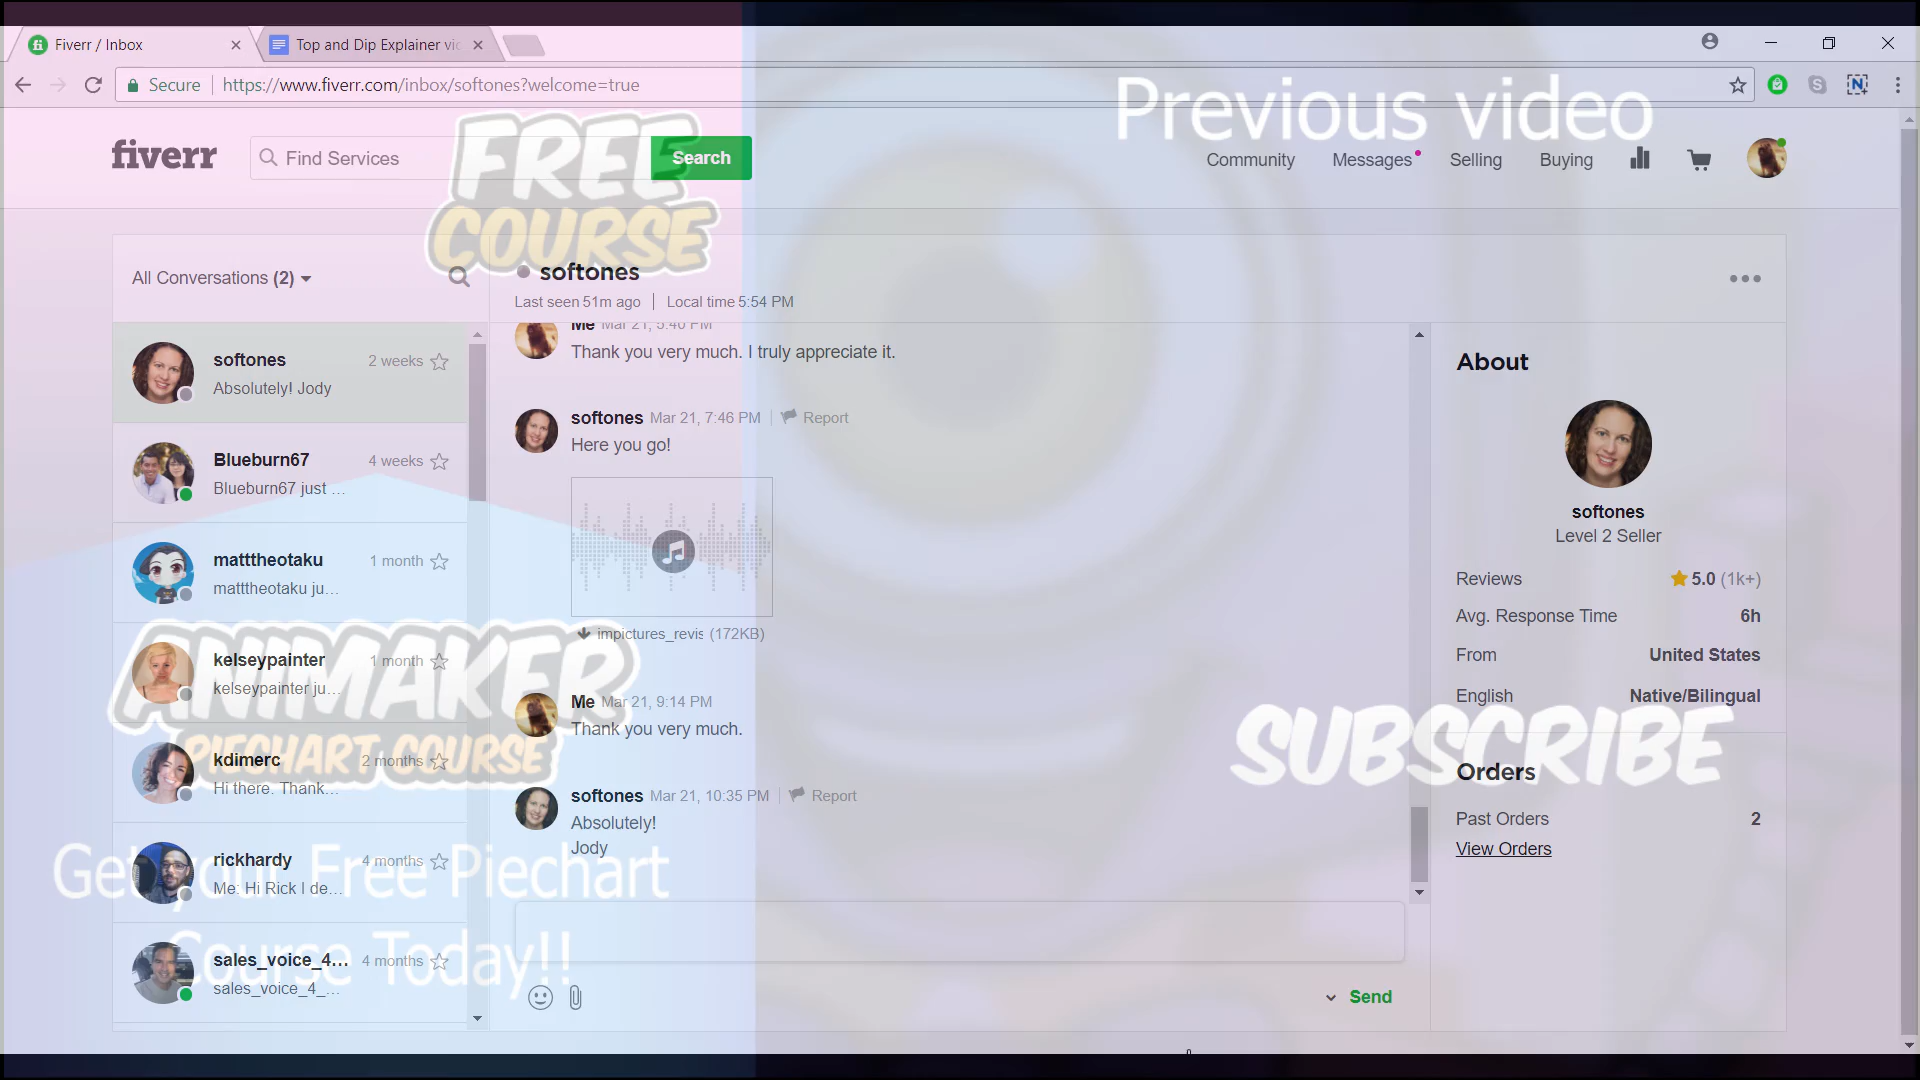 Fiverr / Inbox
Top and Dip Explainer vi
Secure
https://www.fiverr.com/inbox/softones?welcome=true
Previous video
fiverr
Find Services
Search
Community
Messages
Selling
Buying
FREE
COURSE
All Conversations (2)
softones
Last seen 51m ago
Local time 5:54 PM
softones
2 weeks
Absolutely! Jody
Blueburn67
4 weeks
Blueburn67 just ...
matttheotaku
1 month
matttheotaku ju...
kelseypainter
1 month
kelseypainter ju...
kdimerc
2 months
Hi there. Thank...
rickhardy
4 months
Me: Hi Rick I de...
sales_voice_4...
4 months
sales_voice_4_...
ANIMAKER
PIECHART COURSE
Get your Free Piechart
Course Today!!
Me Mar 21, 5:40 PM
Thank you very much. I truly appreciate it.
softones Mar 21, 7:46 PM
Report
Here you go!
impictures_revis (172KB)
Me Mar 21, 9:14 PM
Thank you very much.
softones Mar 21, 10:35 PM
Report
Absolutely!
Jody
Send
About
softones
Level 2 Seller
Reviews
5.0 (1k+)
Avg. Response Time
6h
From
United States
English
Native/Bilingual
SUBSCRIBE
Orders
Past Orders
2
View Orders